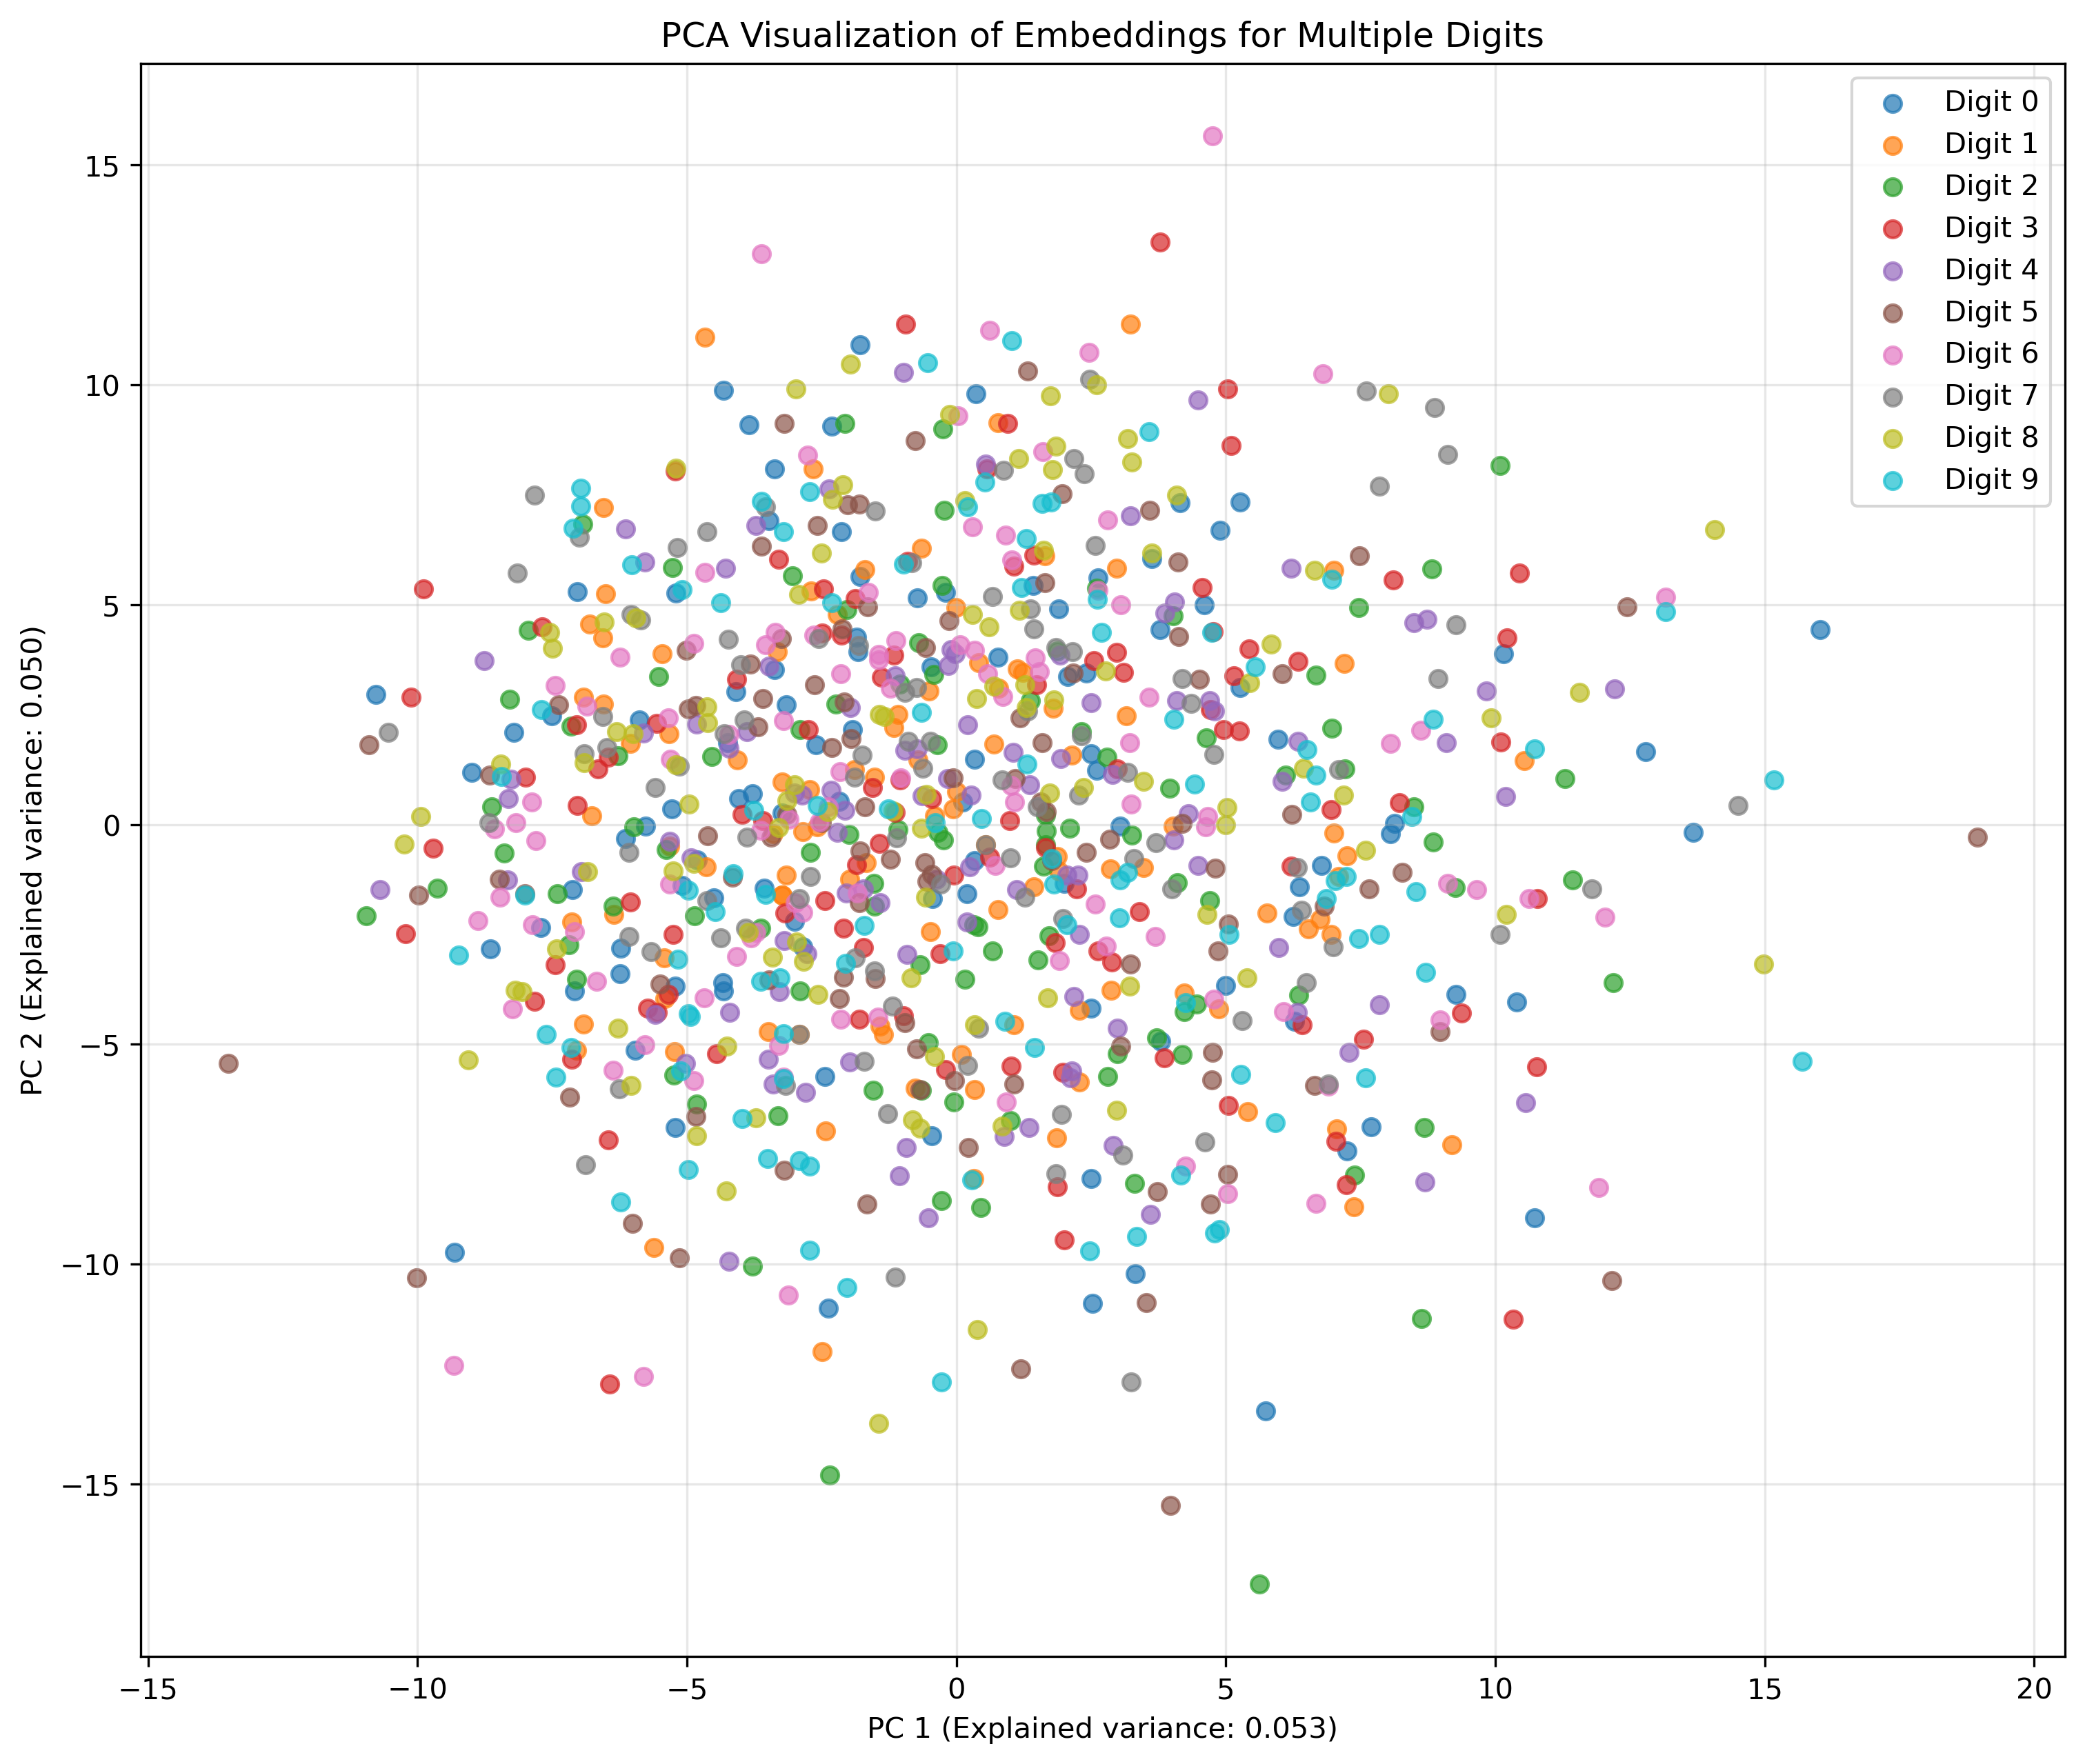 PCA Visualization of Embeddings for Multiple Digits
Digit 0
Digit 1
Digit 2
Digit 3
Digit 4
Digit 5
Digit 6
Digit 7
Digit 8
Digit 9
15
10
5
0
−5
−10
−15
PC 2 (Explained variance: 0.050)
−15 −10 −5 0 5 10 15 20
PC 1 (Explained variance: 0.053)